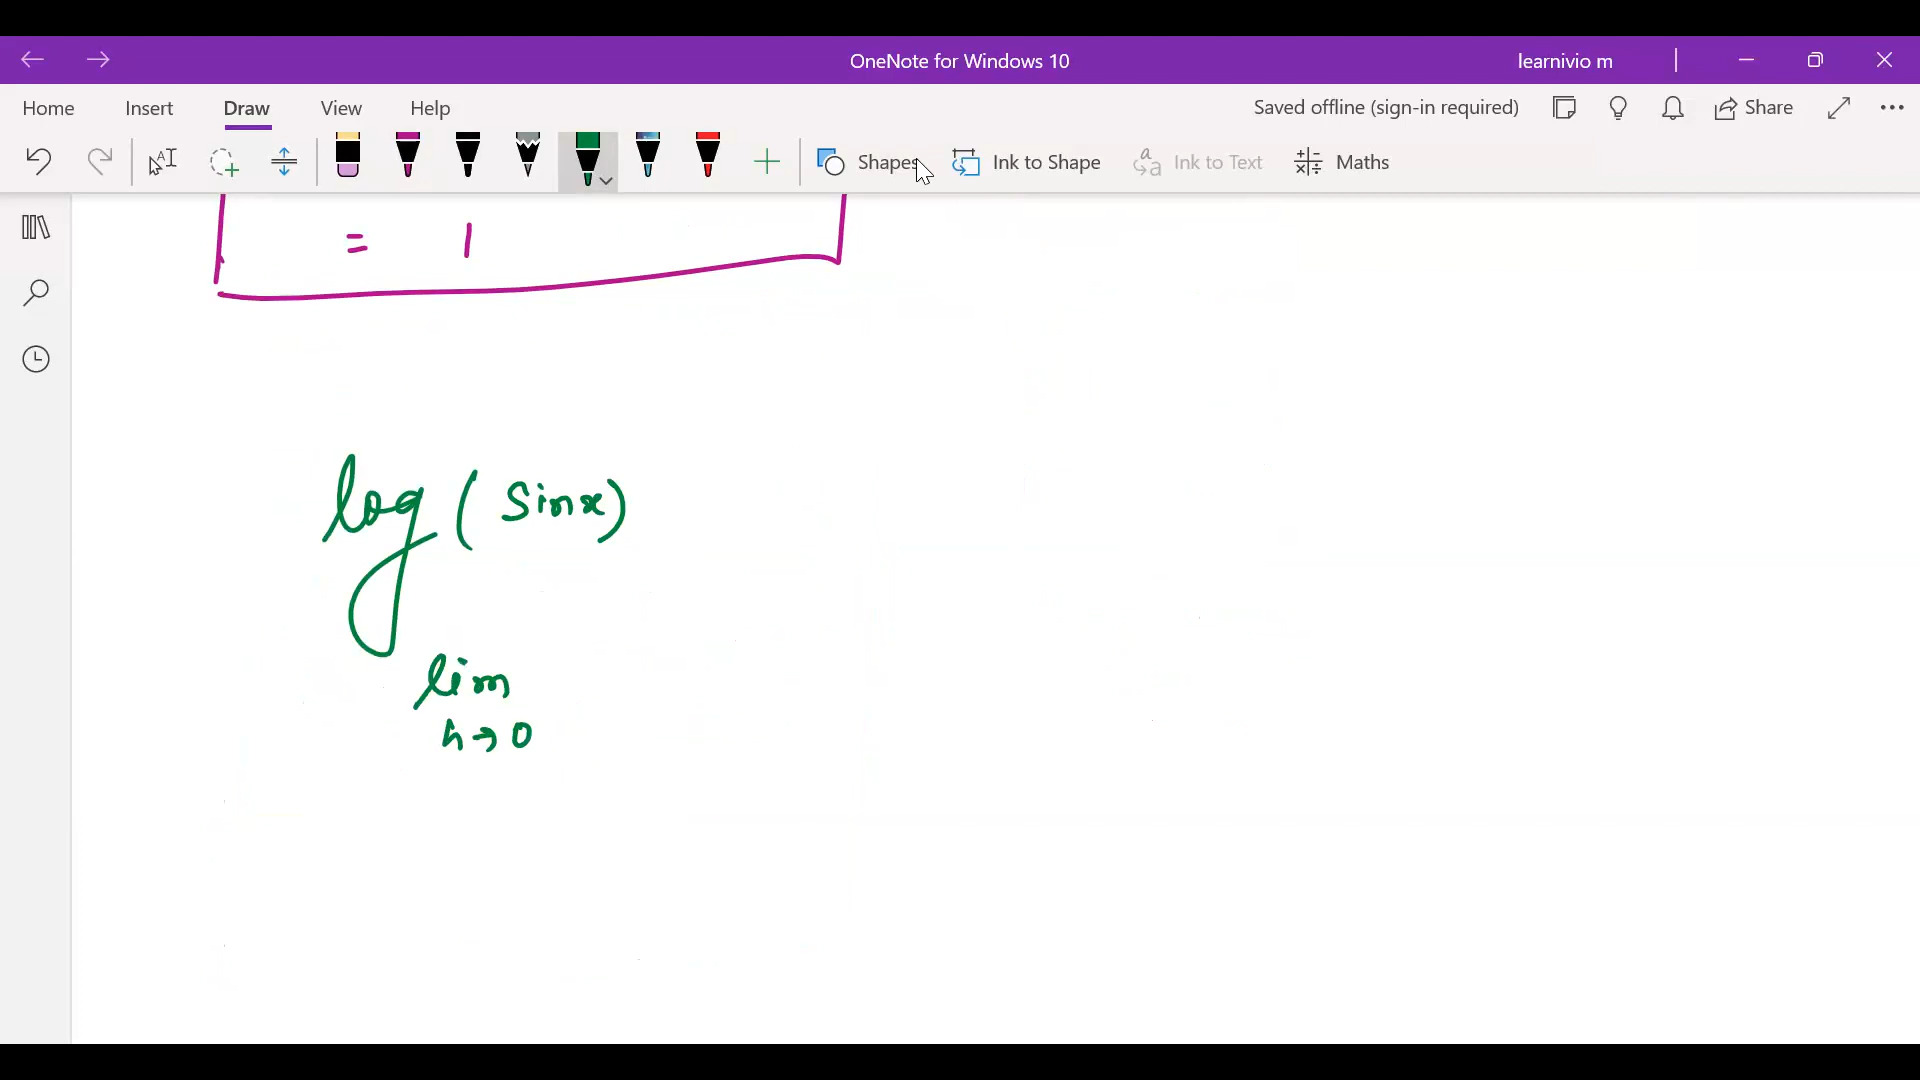 OneNote for Windows 10
learnivio m
Home Insert Draw View Help
Saved offline (sign-in required)
Share
Shapes
Ink to Shape
Ink to Text
Maths
= 1
log ( sinx)
lim
h→0